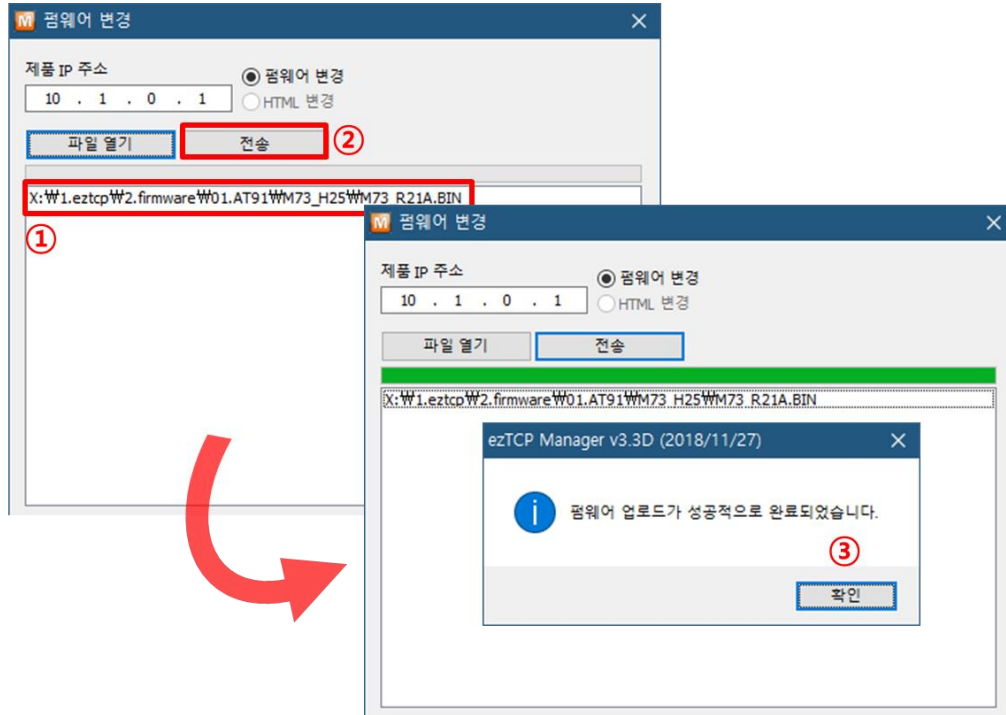 M 펌웨어 변경
제품 IP 주소
10 . 1 . 0 . 1
펌웨어 변경
HTML 변경
파일 열기
전송
②
X:₩1.eztcp₩2.firmware₩01.AT91₩M73_H25₩M73_R21A.BIN
①
M 펌웨어 변경
제품 IP 주소
10 . 1 . 0 . 1
펌웨어 변경
HTML 변경
파일 열기
전송
X:₩1.eztcp₩2.firmware₩01.AT91₩M73_H25₩M73_R21A.BIN
ezTCP Manager v3.3D (2018/11/27)
펌웨어 업로드가 성공적으로 완료되었습니다.
③
확인